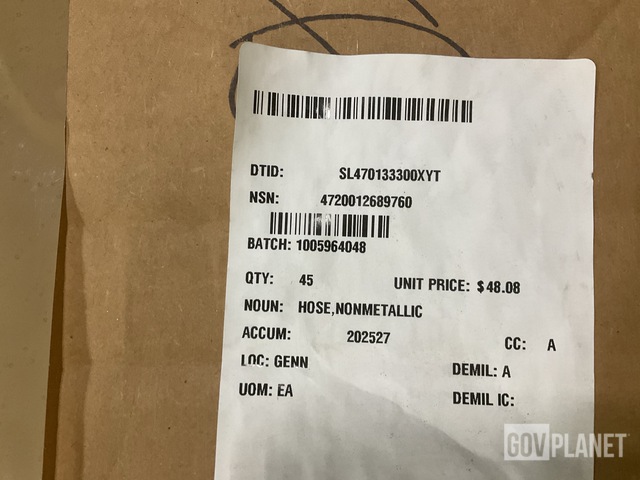 DTID: SL470133300XYT
NSN: 4720012689760
BATCH: 1005964048
QTY: 45 UNIT PRICE: $48.08
NOUN: HOSE,NONMETALLIC
ACCUM: 202527 CC: A
LOC: GENN DEMIL: A
UOM: EA DEMIL IC:
GOVPLANET